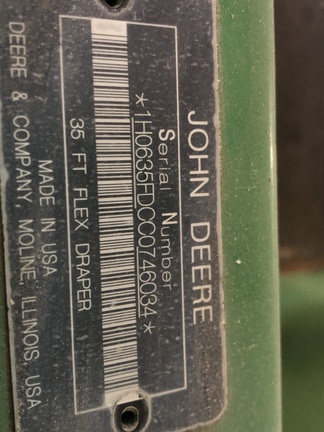 JOHN DEERE
Serial Number
*1H0635FDCC0746034*
35 FT FLEX DRAPER
MADE IN USA
DEERE & COMPANY, MOLINE, ILLINOIS, USA